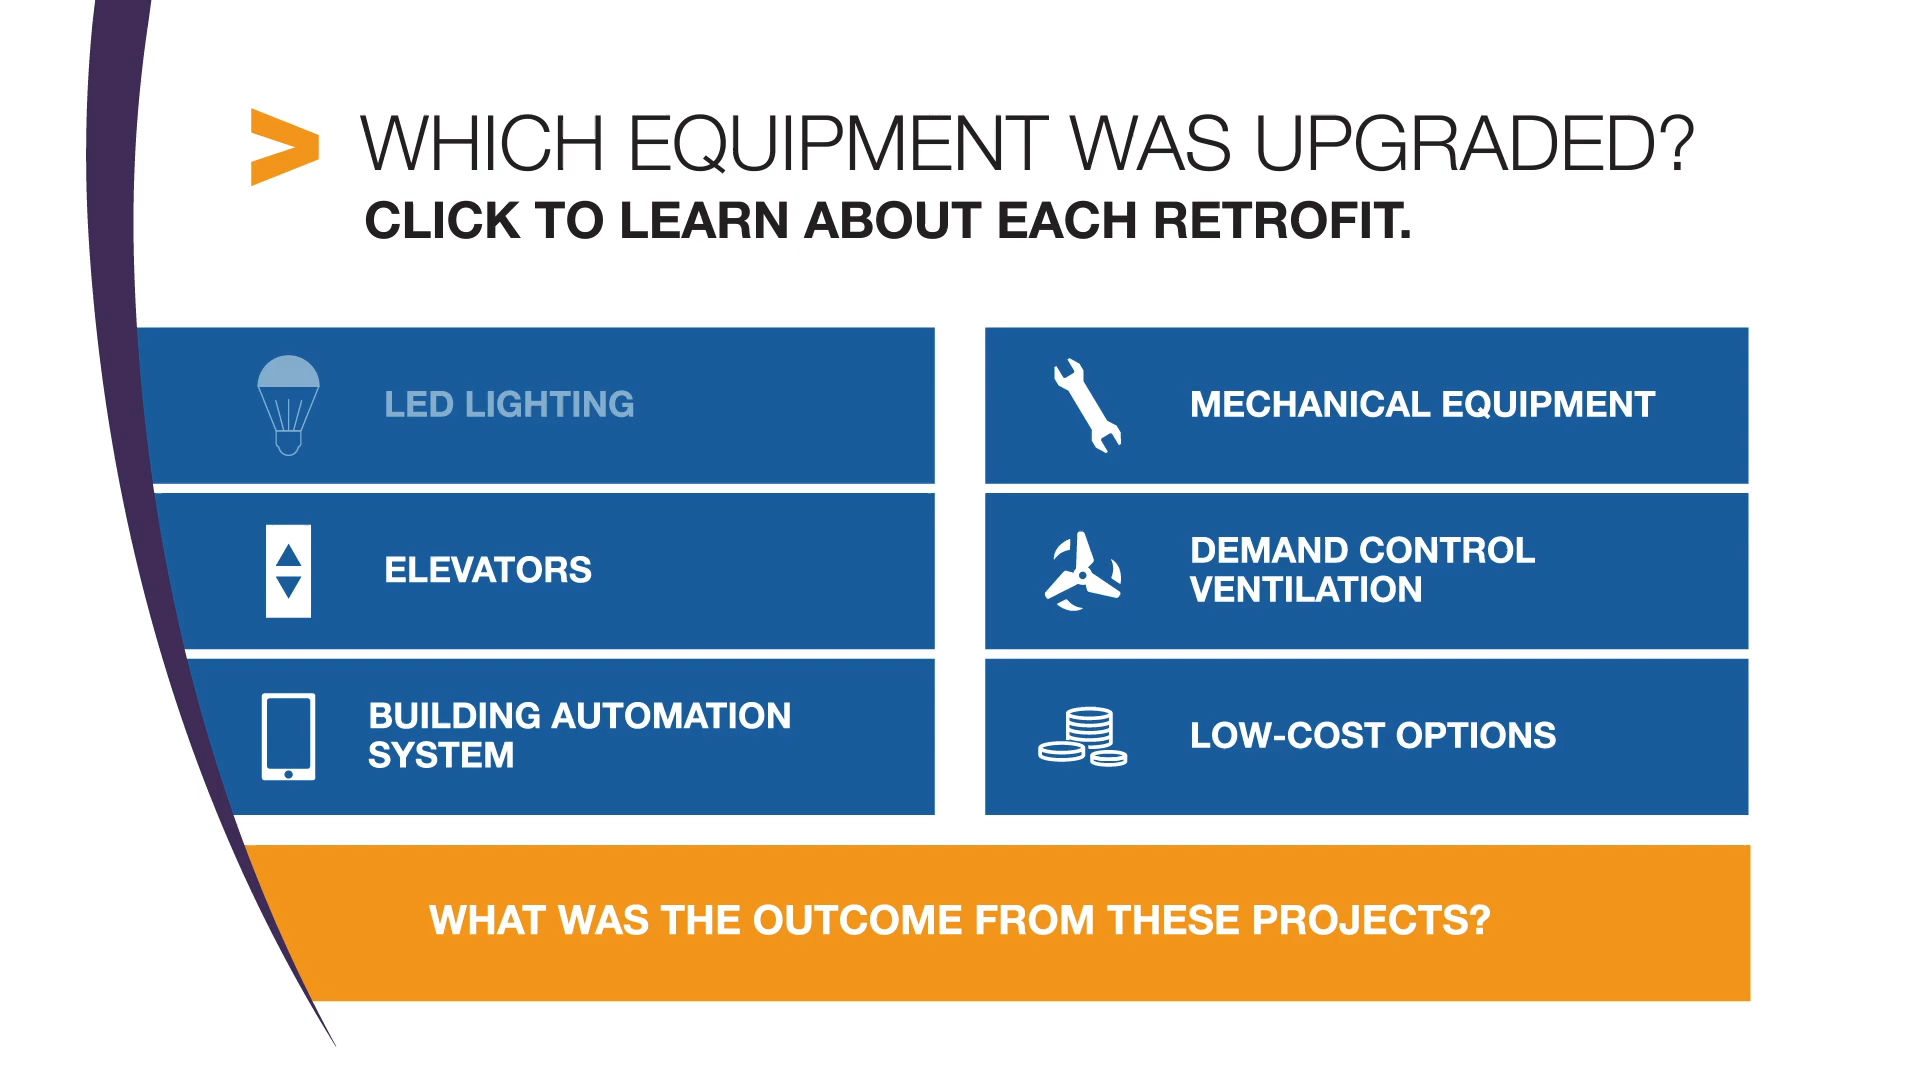 > WHICH EQUIPMENT WAS UPGRADED?
CLICK TO LEARN ABOUT EACH RETROFIT.
LED LIGHTING
MECHANICAL EQUIPMENT
ELEVATORS
DEMAND CONTROL
VENTILATION
BUILDING AUTOMATION
SYSTEM
LOW-COST OPTIONS
WHAT WAS THE OUTCOME FROM THESE PROJECTS?